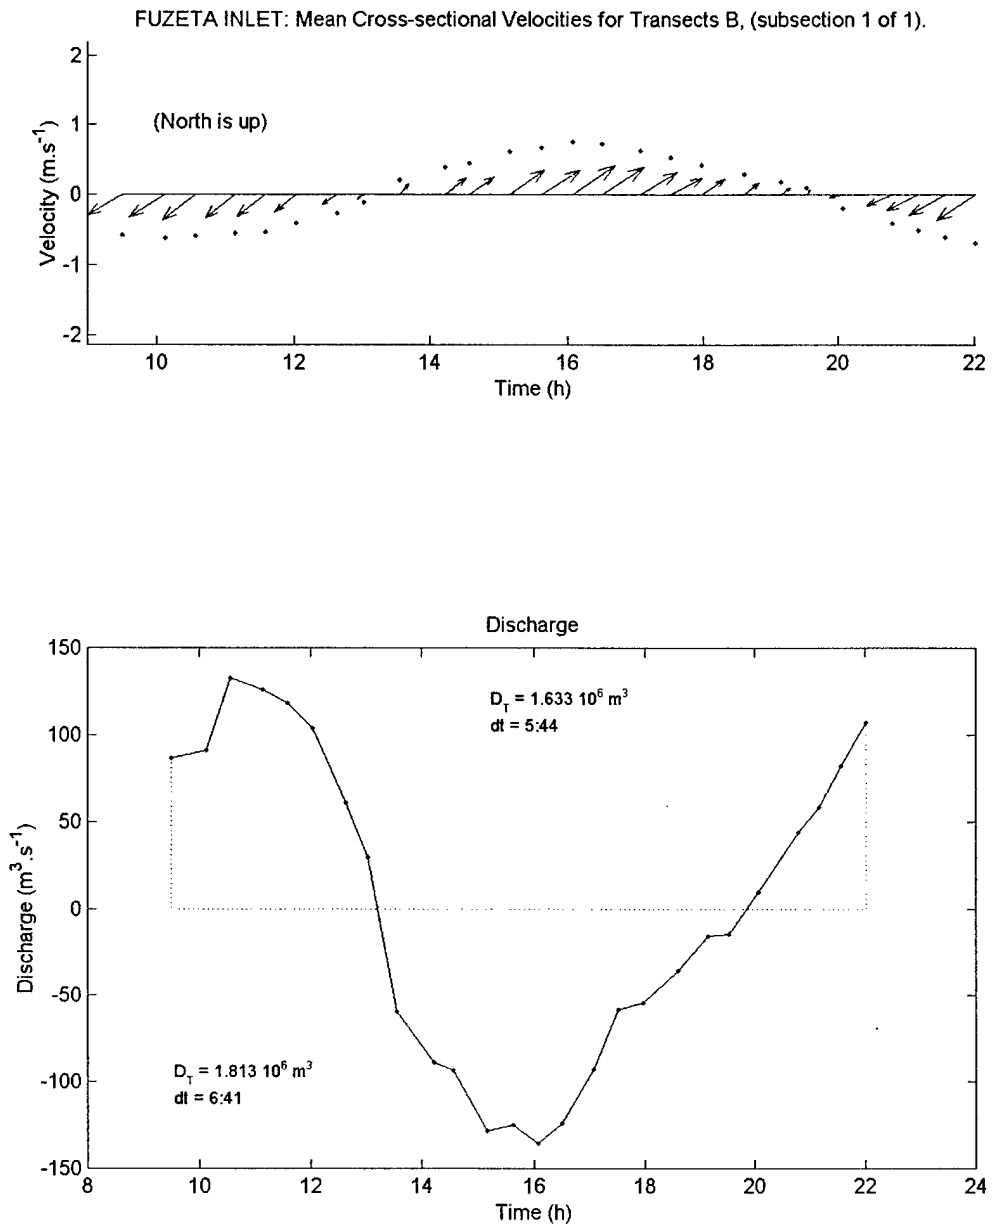 FUZETA INLET: Mean Cross-sectional Velocities for Transects B, (subsection 1 of 1).
2
1
0
-1
-2
Velocity (m.s⁻¹)
(North is up)
10 12 14 16 18 20 22
Time (h)
Discharge
150
100
50
0
-50
-100
-150
Discharge (m³.s⁻¹)
D_T = 1.633 10⁶ m³
dt = 5:44
D_T = 1.813 10⁶ m³
dt = 6:41
8 10 12 14 16 18 20 22 24
Time (h)